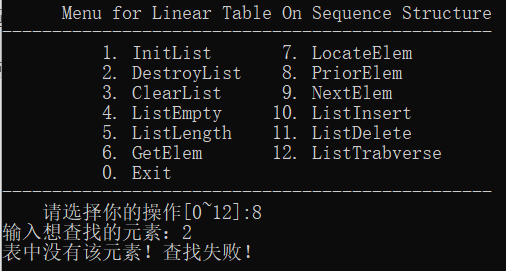 Menu for Linear Table On Sequence Structure
-------------------------------------------------
1. InitList 7. LocateElem
2. DestroyList 8. PriorElem
3. ClearList 9. NextElem
4. ListEmpty 10. ListInsert
5. ListLength 11. ListDelete
6. GetElem 12. ListTrabverse
0. Exit
-------------------------------------------------
请选择你的操作[0~12]:8
输入想查找的元素：2
表中没有该元素！查找失败！